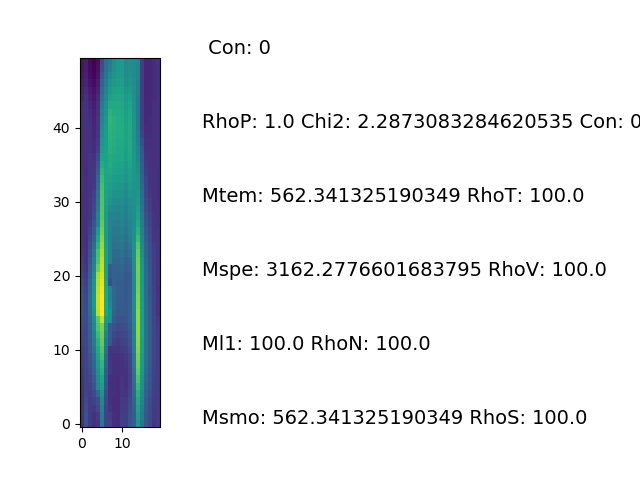 Con: 0
RhoP: 1.0 Chi2: 2.2873083284620535 Con: 0
Mtem: 562.341325190349 RhoT: 100.0
Mspe: 3162.2776601683795 RhoV: 100.0
Ml1: 100.0 RhoN: 100.0
Msmo: 562.341325190349 RhoS: 100.0
40
30
20
10
0
0 10